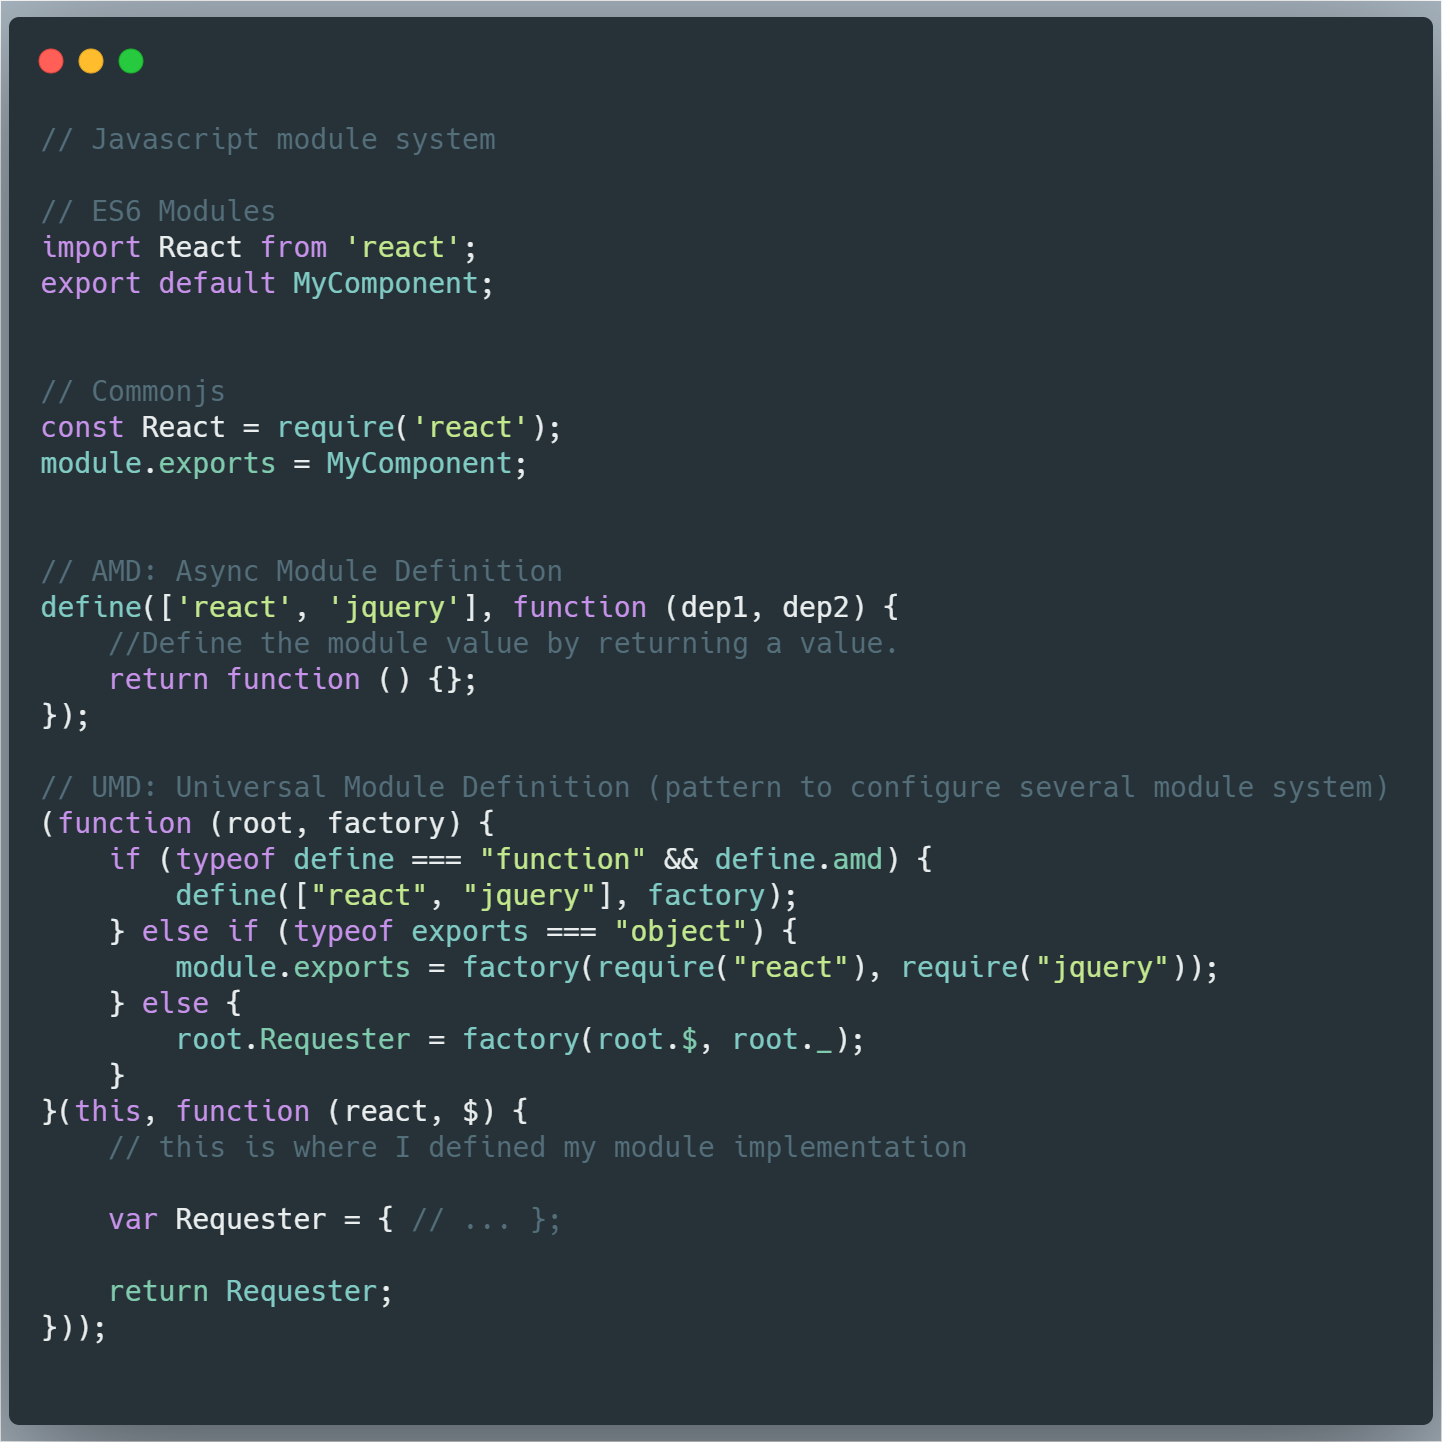 // Javascript module system
// ES6 Modules
import React from 'react';
export default MyComponent;
// Commonjs
const React = require('react');
module.exports = MyComponent;
// AMD: Async Module Definition
define(['react', 'jquery'], function (dep1, dep2) {
    //Define the module value by returning a value.
    return function () {};
});
// UMD: Universal Module Definition (pattern to configure several module system)
(function (root, factory) {
    if (typeof define === "function" && define.amd) {
        define(["react", "jquery"], factory);
    } else if (typeof exports === "object") {
        module.exports = factory(require("react"), require("jquery"));
    } else {
        root.Requester = factory(root.$, root._);
    }
}(this, function (react, $) {
    // this is where I defined my module implementation
    var Requester = { // ... };
    return Requester;
}));